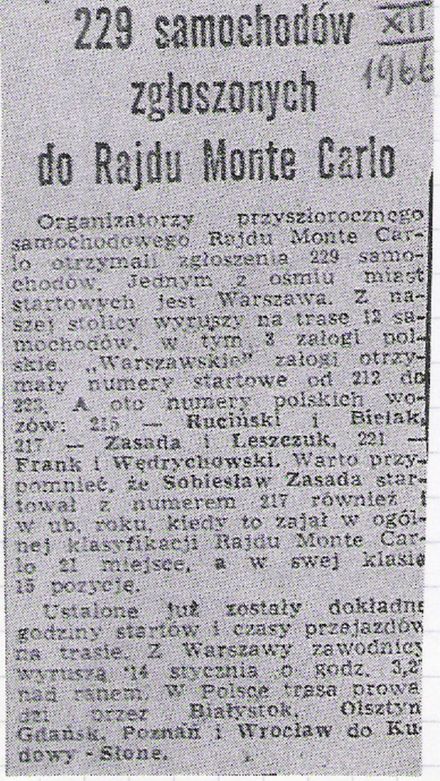 229 samochodów
XII
1966
zgłoszonych
do Rajdu Monte Carlo
Organizatorzy przyszłorocznego
samochodowego Rajdu Monte Car-
lo otrzymali zgłoszenia 229 samo-
chodów. Jednym z ośmiu miast
startowych jest Warszawa. Z na-
szej stolicy wyruszy na trasę 12 sa-
mochodów, w tym 3 załogi pol-
skie. „Warszawskie” załogi otrzy-
mały numery startowe od 212 do
223. A oto numery polskich wo-
zów: 215 — Ruciński i Bielak,
217 — Zasada i Leszczuk, 221 —
Frank i Wędrychowski. Warto przy-
pomnieć, że Sobiesław Zasada star-
tował z numerem 217 również i
w ub. roku, kiedy to zajął w ogól-
nej klasyfikacji Rajdu Monte Car-
lo 21 miejsce, a w swej klasie
15 pozycję.
Ustalone już zostały dokładne
godziny startów i czasy przejazdów
na trasie. Z Warszawy zawodnicy
wyruszą 14 stycznia o godz. 3,2
nad ranem. W Polsce trasa prowa
dzi przez Białystok, Olsztyn
Gdańsk, Poznań i Wrocław do Ku
dowy - Słone.